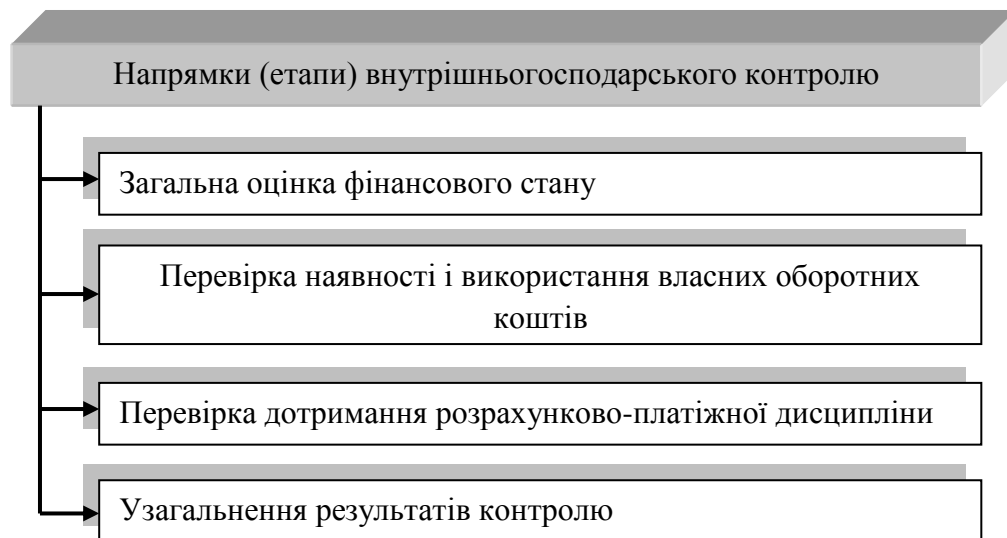 Напрямки (етапи) внутрішньогосподарського контролю
Загальна оцінка фінансового стану
Перевірка наявності і використання власних оборотних
коштів
Перевірка дотримання розрахунково-платіжної дисципліни
Узагальнення результатів контролю